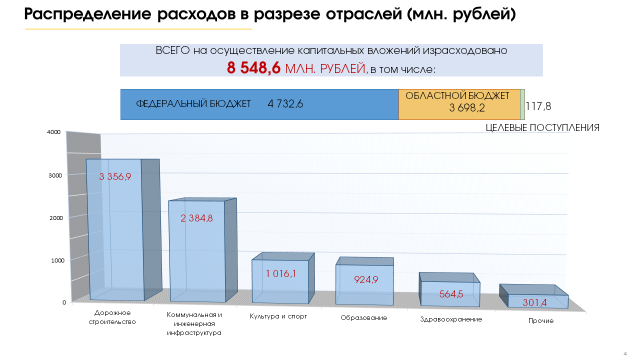 Распределение расходов в разрезе отраслей (млн. рублей)
ВСЕГО на осуществление капитальных вложений израсходовано
8 548,6 МЛН. РУБЛЕЙ, в том числе:
ФЕДЕРАЛЬНЫЙ БЮДЖЕТ 4 732,6
ОБЛАСТНОЙ БЮДЖЕТ
3 698,2
117,8
ЦЕЛЕВЫЕ ПОСТУПЛЕНИЯ
4000
3000
2000
1000
0
3 356,9
2 384,8
1 016,1
924,9
564,5
301,4
Дорожное
строительство
Коммунальная и
инженерная
инфраструктура
Культура и спорт
Образование
Здравоохранение
Прочие
4